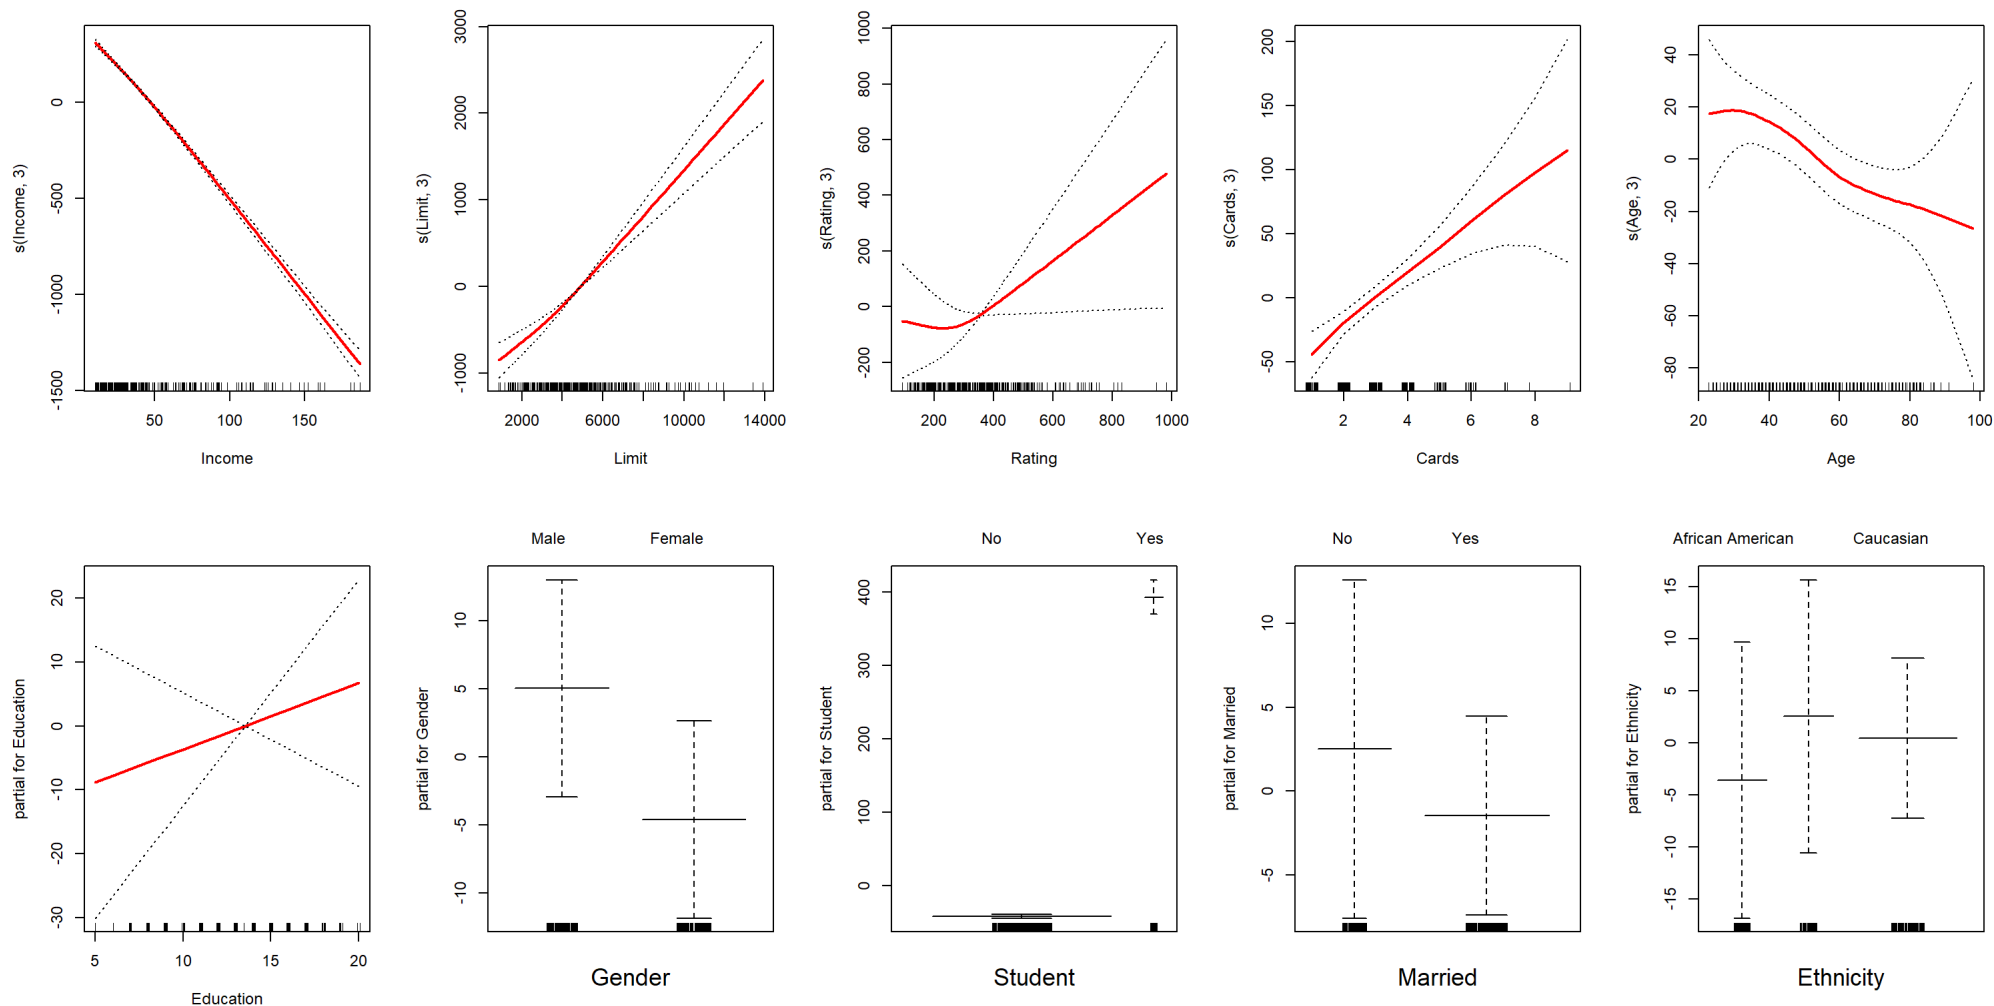 s(Income, 3)
0
-500
-1000
-1500
50
100
150
Income
s(Limit, 3)
3000
2000
1000
0
-1000
2000
6000
10000
14000
Limit
s(Rating, 3)
1000
800
600
400
200
0
-200
200
400
600
800
1000
Rating
s(Cards, 3)
200
150
100
50
0
-50
2
4
6
8
Cards
s(Age, 3)
40
20
0
-20
-40
-60
-80
20
40
60
80
100
Age
partial for Education
20
10
0
-10
-20
-30
5
10
15
20
Education
Male
Female
partial for Gender
10
5
0
-5
-10
Gender
No
Yes
partial for Student
400
300
200
100
0
Student
No
Yes
partial for Married
10
5
0
-5
Married
African American
Caucasian
partial for Ethnicity
15
10
5
0
-5
-10
-15
Ethnicity